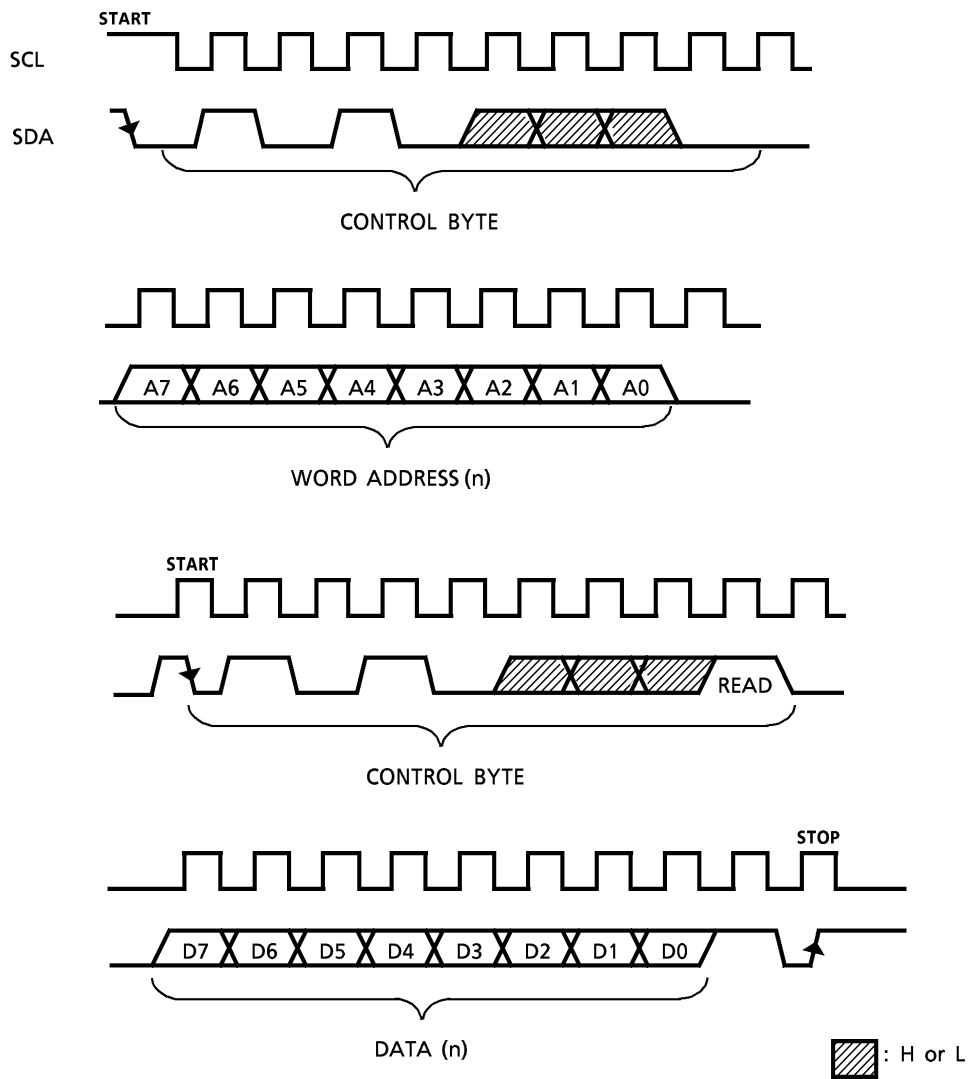 START
SCL
SDA
CONTROL BYTE
A7 A6 A5 A4 A3 A2 A1 A0
WORD ADDRESS (n)
START
READ
CONTROL BYTE
STOP
D7 D6 D5 D4 D3 D2 D1 D0
DATA (n)
: H or L